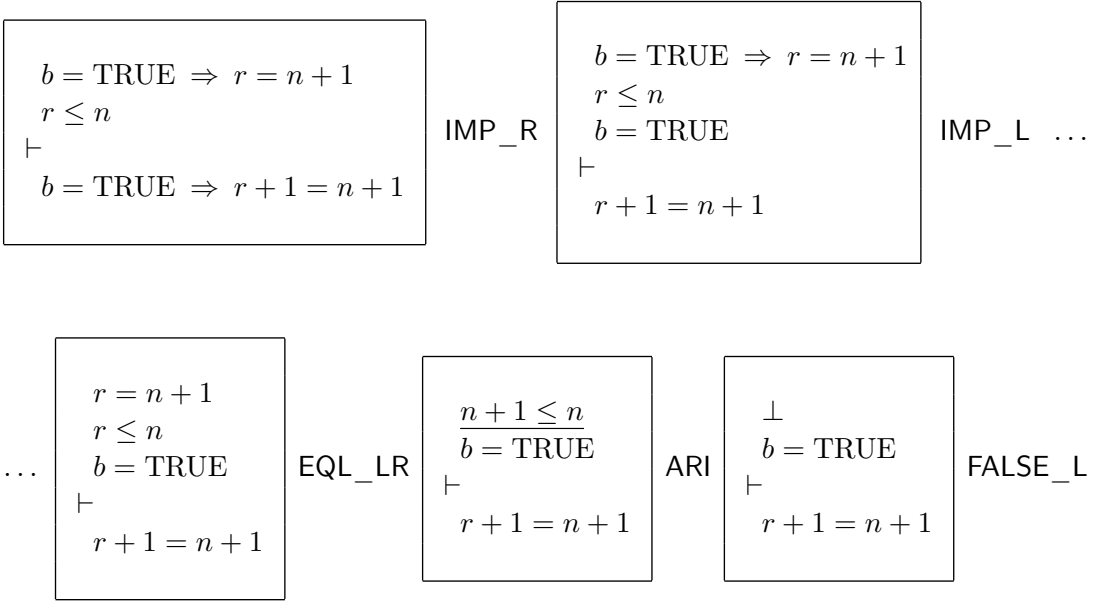 b = TRUE ⇒ r = n + 1
r ≤ n
⊢
b = TRUE ⇒ r + 1 = n + 1
IMP_R
b = TRUE ⇒ r = n + 1
r ≤ n
b = TRUE
⊢
r + 1 = n + 1
IMP_L ...
...
r = n + 1
r ≤ n
b = TRUE
⊢
r + 1 = n + 1
EQL_LR
n + 1 ≤ n
b = TRUE
⊢
r + 1 = n + 1
ARI
⊥
b = TRUE
⊢
r + 1 = n + 1
FALSE_L